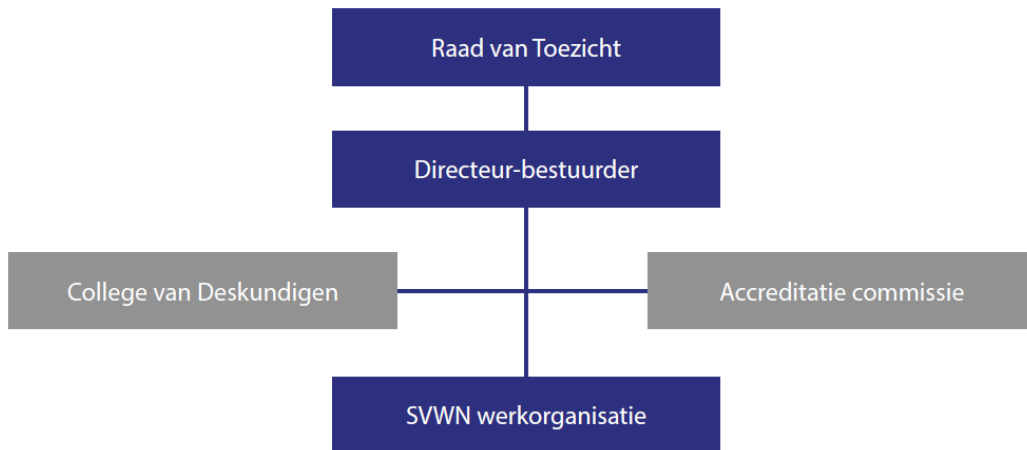 Raad van Toezicht
Directeur-bestuurder
College van Deskundigen
Accreditatie commissie
SVWN werkorganisatie